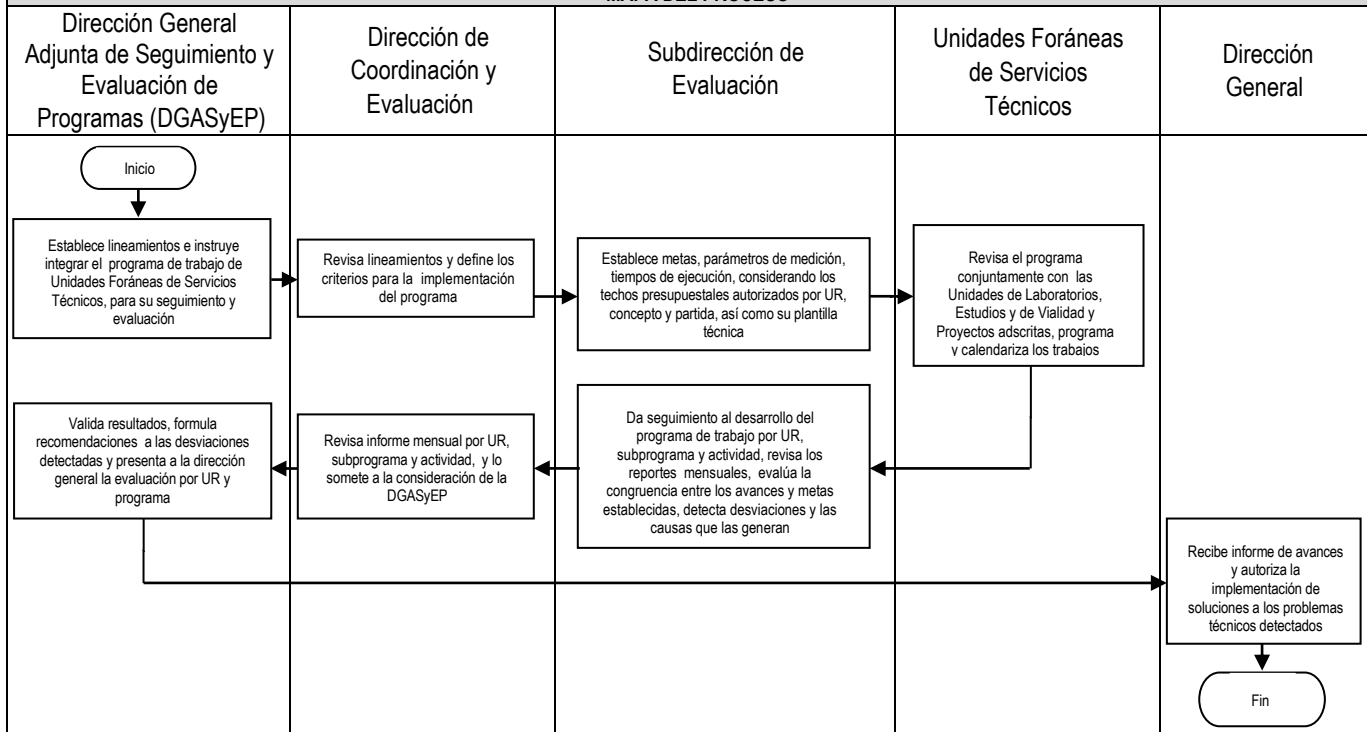 Dirección General
Adjunta de Seguimiento y
Evaluación de
Programas (DGASyEP)
Dirección de
Coordinación y
Evaluación
Subdirección de
Evaluación
Unidades Foráneas
de Servicios
Técnicos
Dirección
General
Inicio
Establece lineamientos e instruye
integrar el programa de trabajo de
Unidades Foráneas de Servicios
Técnicos, para su seguimiento y
evaluación
Revisa lineamientos y define los
criterios para la implementación
del programa
Establece metas, parámetros de medición,
tiempos de ejecución, considerando los
techos presupuestales autorizados por UR,
concepto y partida, así como su plantilla
técnica
Revisa el programa
conjuntamente con las
Unidades de Laboratorios,
Estudios y de Vialidad y
Proyectos adscritas, programa
y calendariza los trabajos
Da seguimiento al desarrollo del
programa de trabajo por UR,
subprograma y actividad, revisa los
reportes mensuales, evalúa la
congruencia entre los avances y metas
establecidas, detecta desviaciones y las
causas que las generan
Revisa informe mensual por UR,
subprograma y actividad, y lo
somete a la consideración de la
DGASyEP
Valida resultados, formula
recomendaciones a las desviaciones
detectadas y presenta a la dirección
general la evaluación por UR y
programa
Recibe informe de avances
y autoriza la
implementación de
soluciones a los problemas
técnicos detectados
Fin